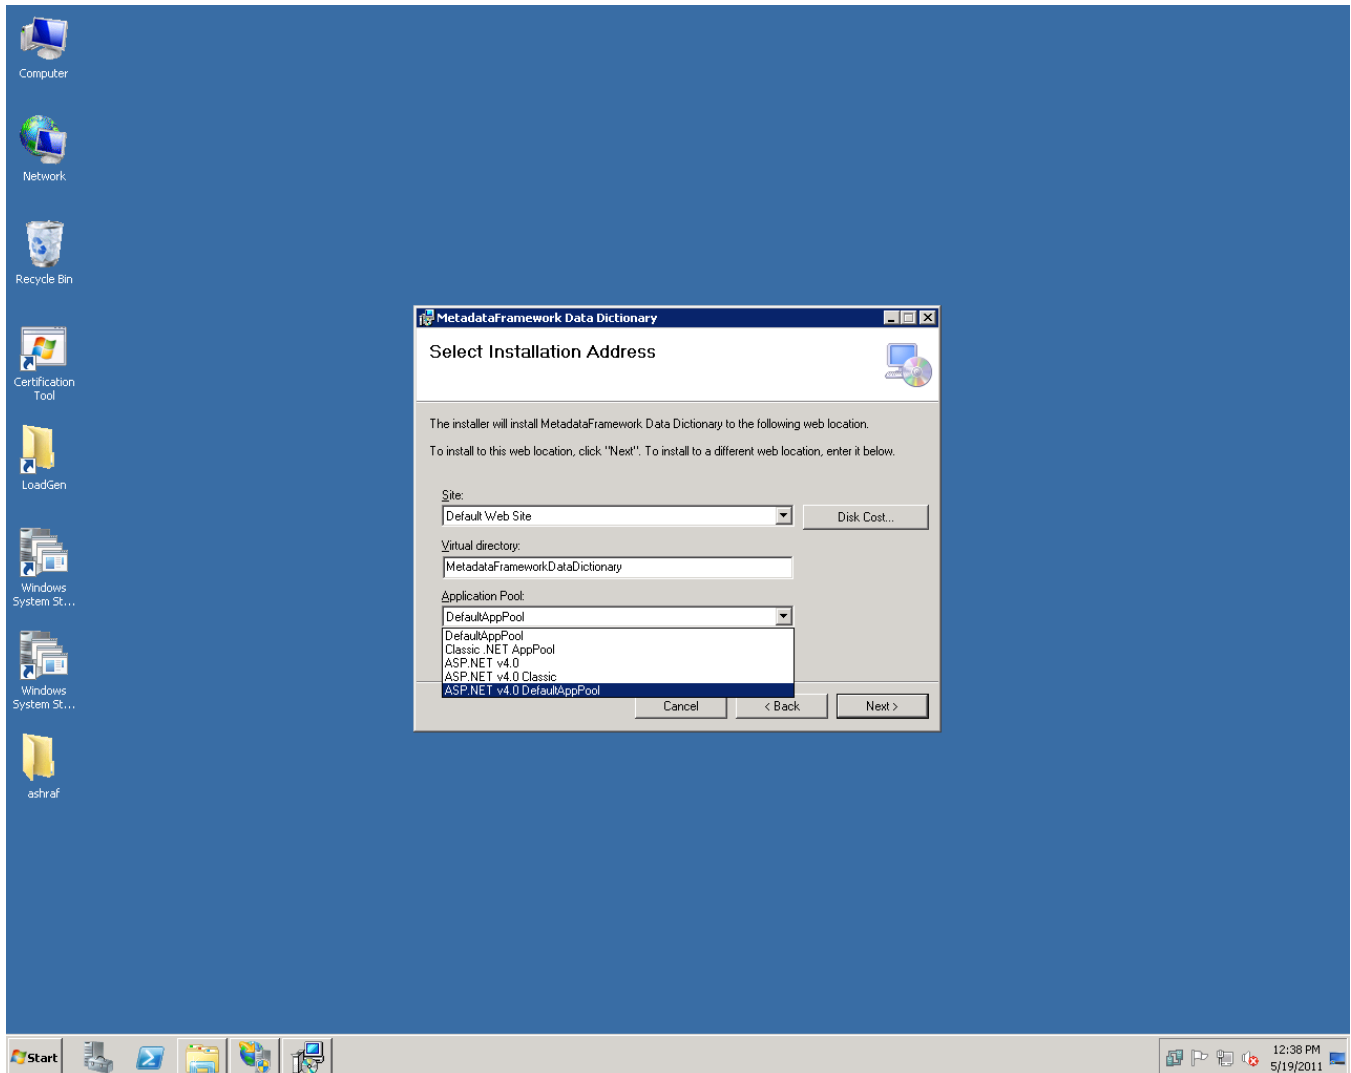 Computer
Network
Recycle Bin
Certification
Tool
LoadGen
Windows
System St...
Windows
System St...
ashraf
MetadataFramework Data Dictionary
Select Installation Address
The installer will install MetadataFramework Data Dictionary to the following web location.
To install to this web location, click "Next". To install to a different web location, enter it below.
Site:
Default Web Site
Disk Cost...
Virtual directory:
MetadataFrameworkDataDictionary
Application Pool:
DefaultAppPool
DefaultAppPool
Classic .NET AppPool
ASP.NET v4.0
ASP.NET v4.0 Classic
ASP.NET v4.0 DefaultAppPool
Cancel
< Back
Next >
Start
12:38 PM
5/19/2011